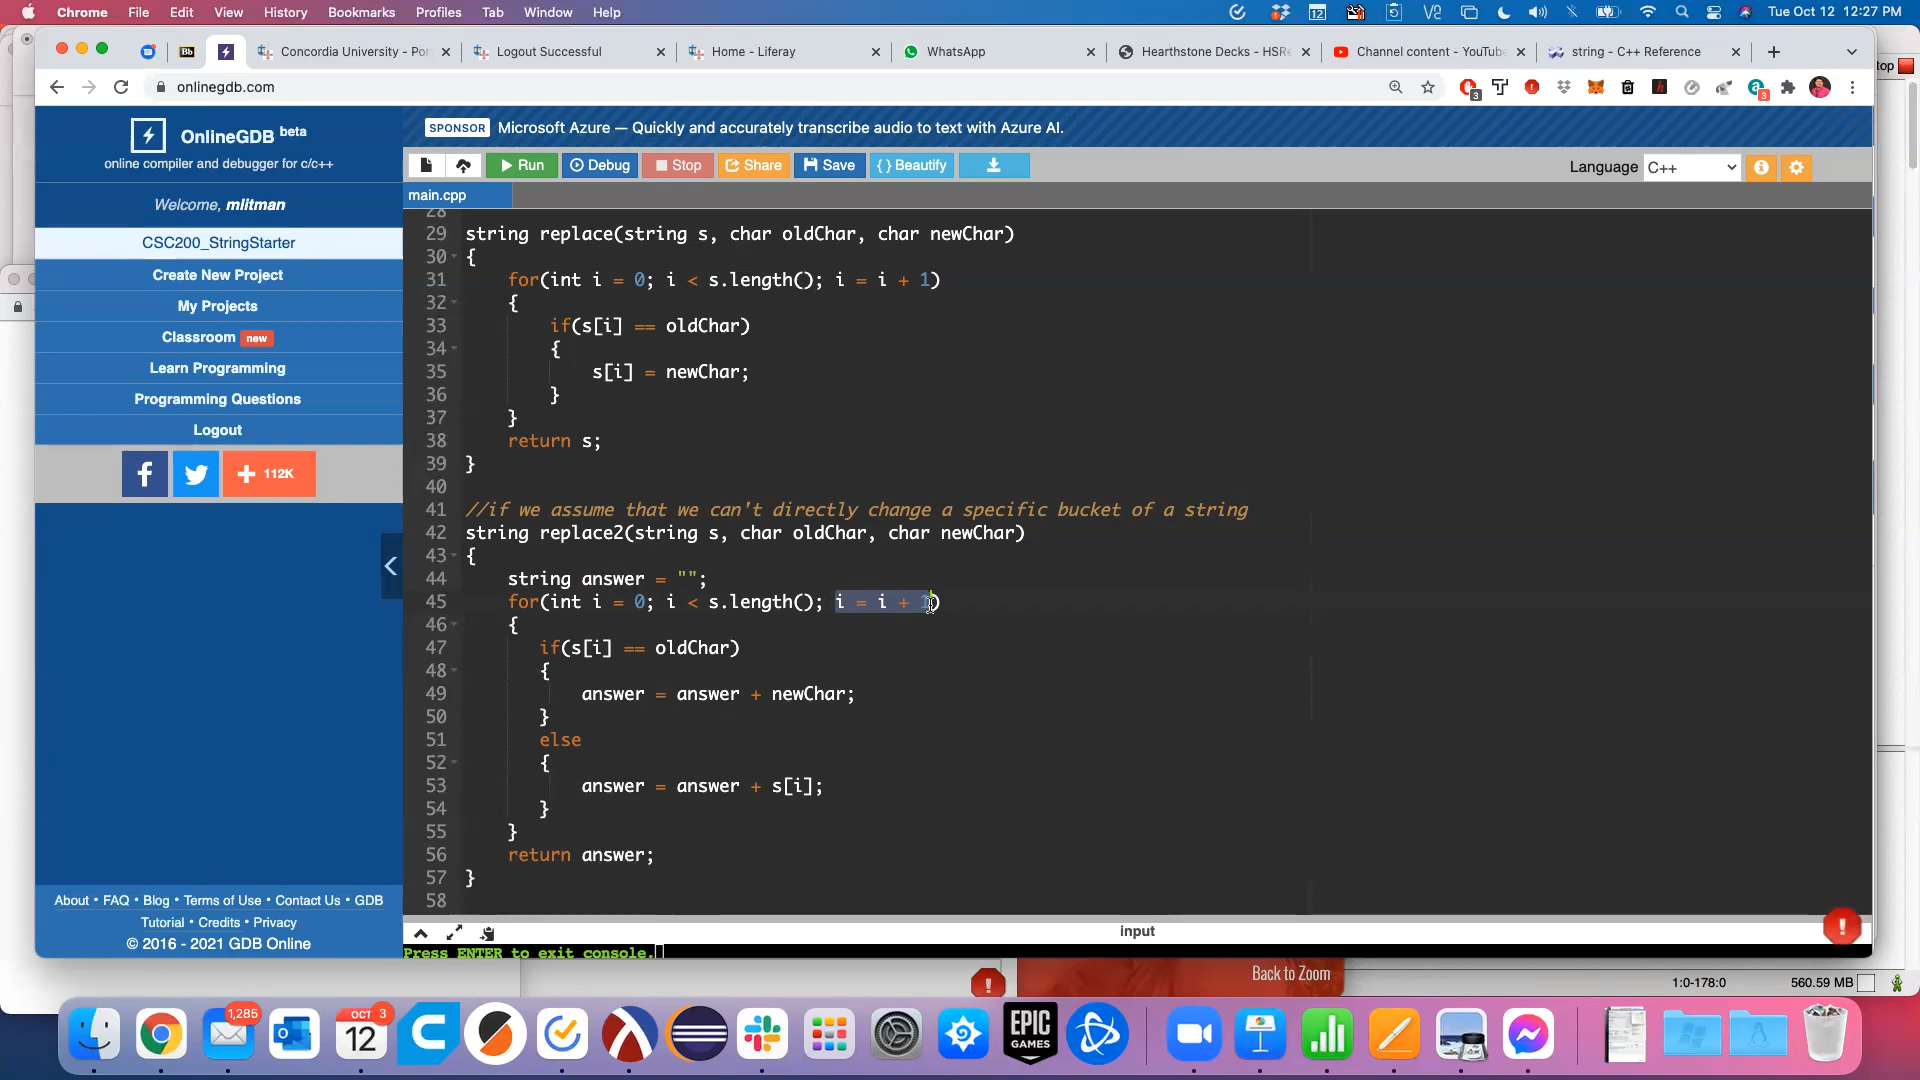 Chrome File Edit View History Bookmarks Profiles Tab Window Help Tue Oct 12 12:27 PM
Bb Concordia University - Por Logout Successful Home - Liferay WhatsApp Hearthstone Decks - HSRe Channel content - YouTube string - C++ Reference
onlinegdb.com
OnlineGDB beta
online compiler and debugger for c/c++
Welcome, mlitman
CSC200_StringStarter
Create New Project
My Projects
Classroom new
Learn Programming
Programming Questions
Logout
112K
About • FAQ • Blog • Terms of Use • Contact Us • GDB
Tutorial • Credits • Privacy
© 2016 - 2021 GDB Online
SPONSOR Microsoft Azure — Quickly and accurately transcribe audio to text with Azure AI.
Run Debug Stop Share Save { } Beautify Language C++
main.cpp
28
29 string replace(string s, char oldChar, char newChar)
30 {
31 for(int i = 0; i < s.length(); i = i + 1)
32 {
33 if(s[i] == oldChar)
34 {
35 s[i] = newChar;
36 }
37 }
38 return s;
39 }
40
41 //if we assume that we can't directly change a specific bucket of a string
42 string replace2(string s, char oldChar, char newChar)
43 {
44 string answer = "";
45 for(int i = 0; i < s.length(); i = i + 1)
46 {
47 if(s[i] == oldChar)
48 {
49 answer = answer + newChar;
50 }
51 else
52 {
53 answer = answer + s[i];
54 }
55 }
56 return answer;
57 }
58
input
Press ENTER to exit console.
Back to Zoom
1:0-178:0 560.59 MB
1,285
OCT 3
12
EPIC GAMES